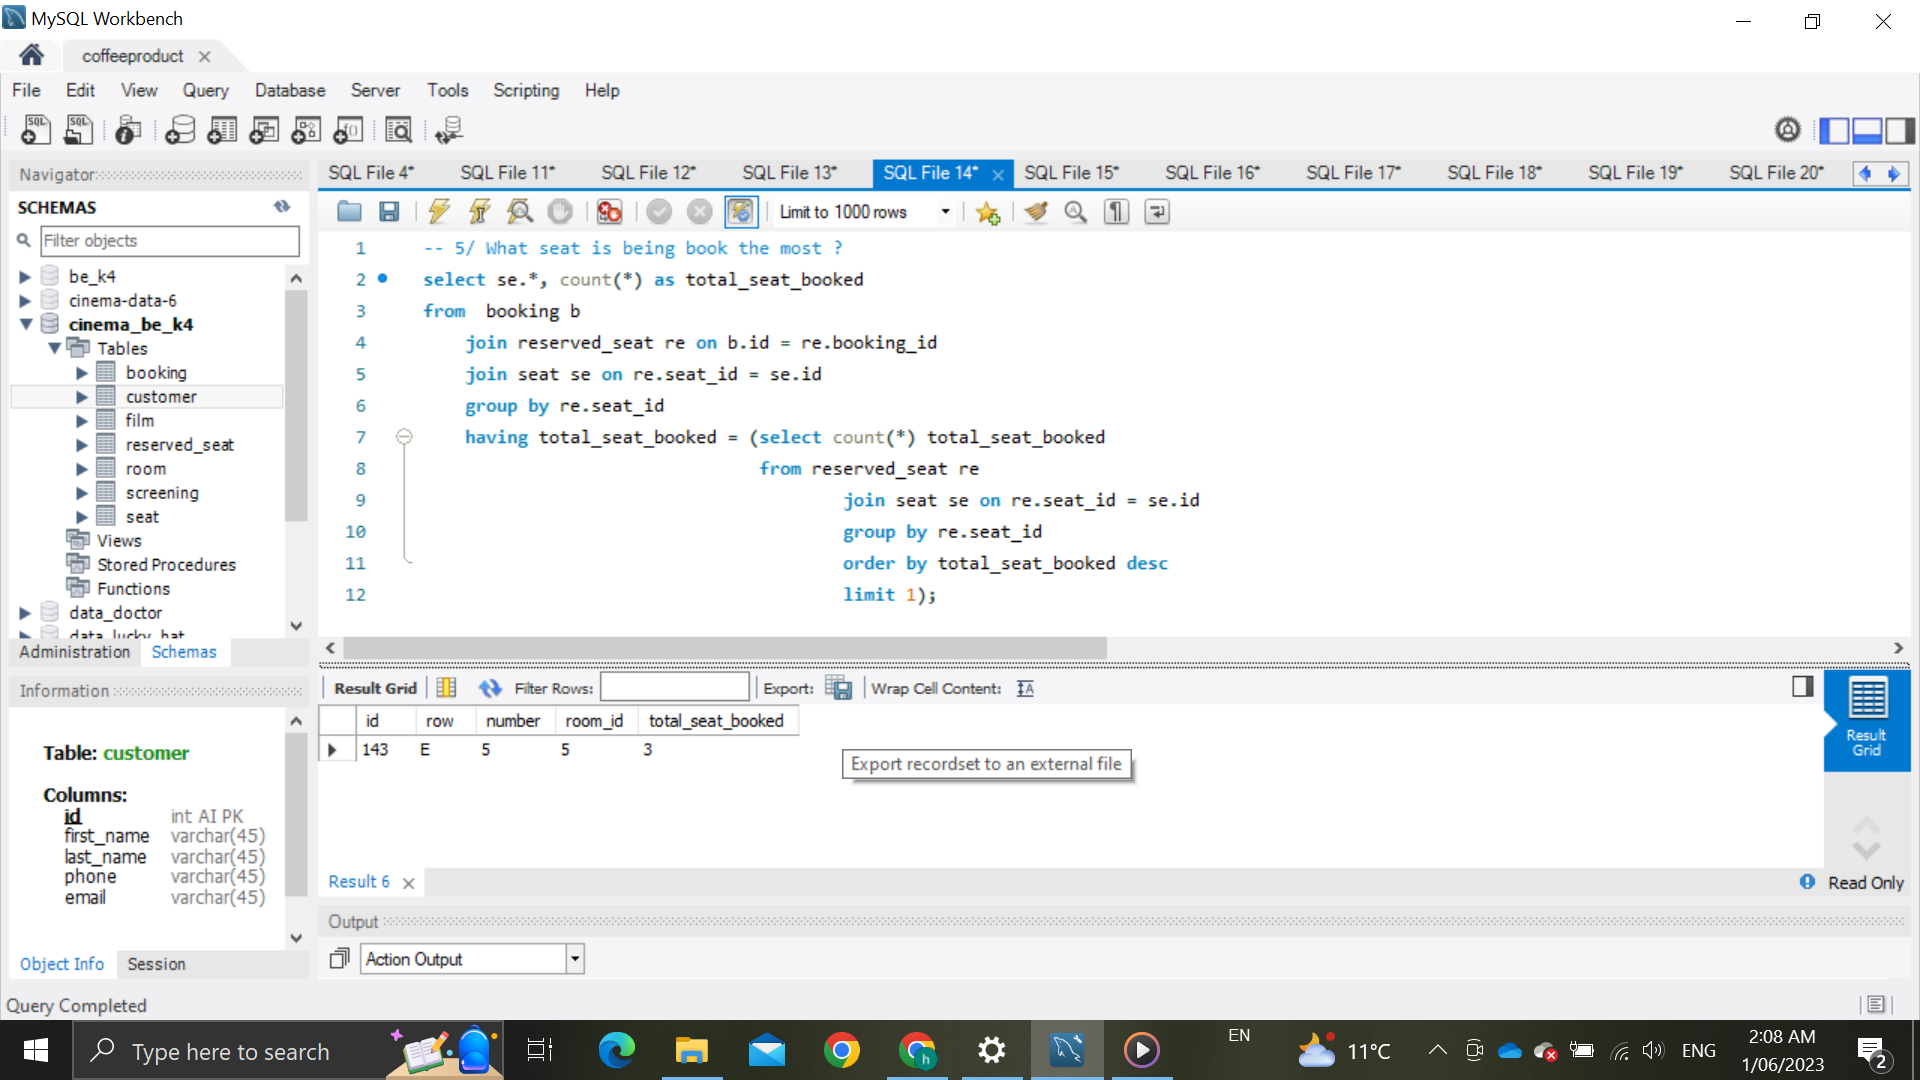 MySQL Workbench
coffeeproduct
File Edit View Query Database Server Tools Scripting Help
Navigator
SQL File 4* SQL File 11* SQL File 12* SQL File 13* SQL File 14* SQL File 15* SQL File 16* SQL File 17* SQL File 18* SQL File 19* SQL File 20*
SCHEMAS
Limit to 1000 rows
Filter objects
be_k4
cinema-data-6
cinema_be_k4
Tables
booking
customer
film
reserved_seat
room
screening
seat
Views
Stored Procedures
Functions
data_doctor
data_lucky_hat
Administration Schemas
1 -- 5/ What seat is being book the most ?
2 select se.*, count(*) as total_seat_booked
3 from  booking b
4 join reserved_seat re on b.id = re.booking_id
5 join seat se on re.seat_id = se.id
6 group by re.seat_id
7 having total_seat_booked = (select count(*) total_seat_booked
8 from reserved_seat re
9 join seat se on re.seat_id = se.id
10 group by re.seat_id
11 order by total_seat_booked desc
12 limit 1);
Information
Table: customer
Columns:
id int AI PK
first_name varchar(45)
last_name varchar(45)
phone varchar(45)
email varchar(45)
Object Info Session
Result Grid Filter Rows: Export: Wrap Cell Content:
id row number room_id total_seat_booked
143 E 5 5 3
Export recordset to an external file
Result
Grid
Result 6
Read Only
Output
Action Output
Query Completed
Type here to search
EN
11°C
ENG
2:08 AM
1/06/2023
2